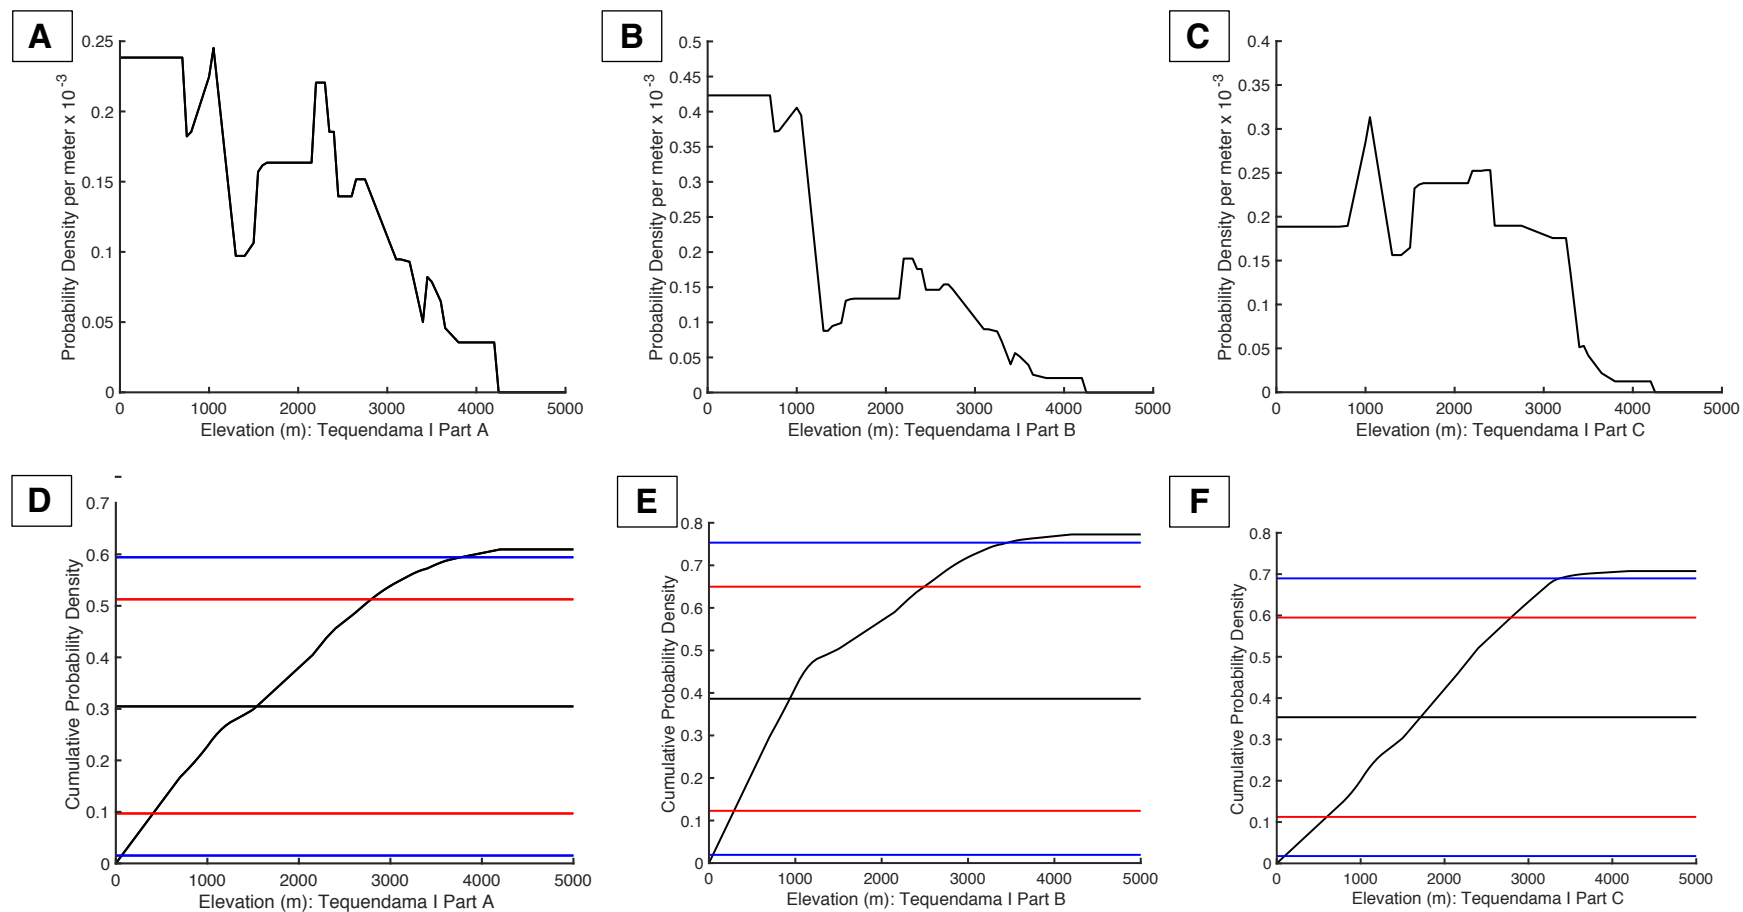 A
Probability Density per meter x 10⁻³
0.25
0.2
0.15
0.1
0.05
0
0 1000 2000 3000 4000 5000
Elevation (m): Tequendama I Part A
B
Probability Density per meter x 10⁻³
0.5
0.45
0.4
0.35
0.3
0.25
0.2
0.15
0.1
0.05
0
0 1000 2000 3000 4000 5000
Elevation (m): Tequendama I Part B
C
Probability Density per meter x 10⁻³
0.4
0.35
0.3
0.25
0.2
0.15
0.1
0.05
0
0 1000 2000 3000 4000 5000
Elevation (m): Tequendama I Part C
D
Cumulative Probability Density
0.7
0.6
0.5
0.4
0.3
0.2
0.1
0
0 1000 2000 3000 4000 5000
Elevation (m): Tequendama I Part A
E
Cumulative Probability Density
0.8
0.7
0.6
0.5
0.4
0.3
0.2
0.1
0
0 1000 2000 3000 4000 5000
Elevation (m): Tequendama I Part B
F
Cumulative Probability Density
0.8
0.7
0.6
0.5
0.4
0.3
0.2
0.1
0
0 1000 2000 3000 4000 5000
Elevation (m): Tequendama I Part C